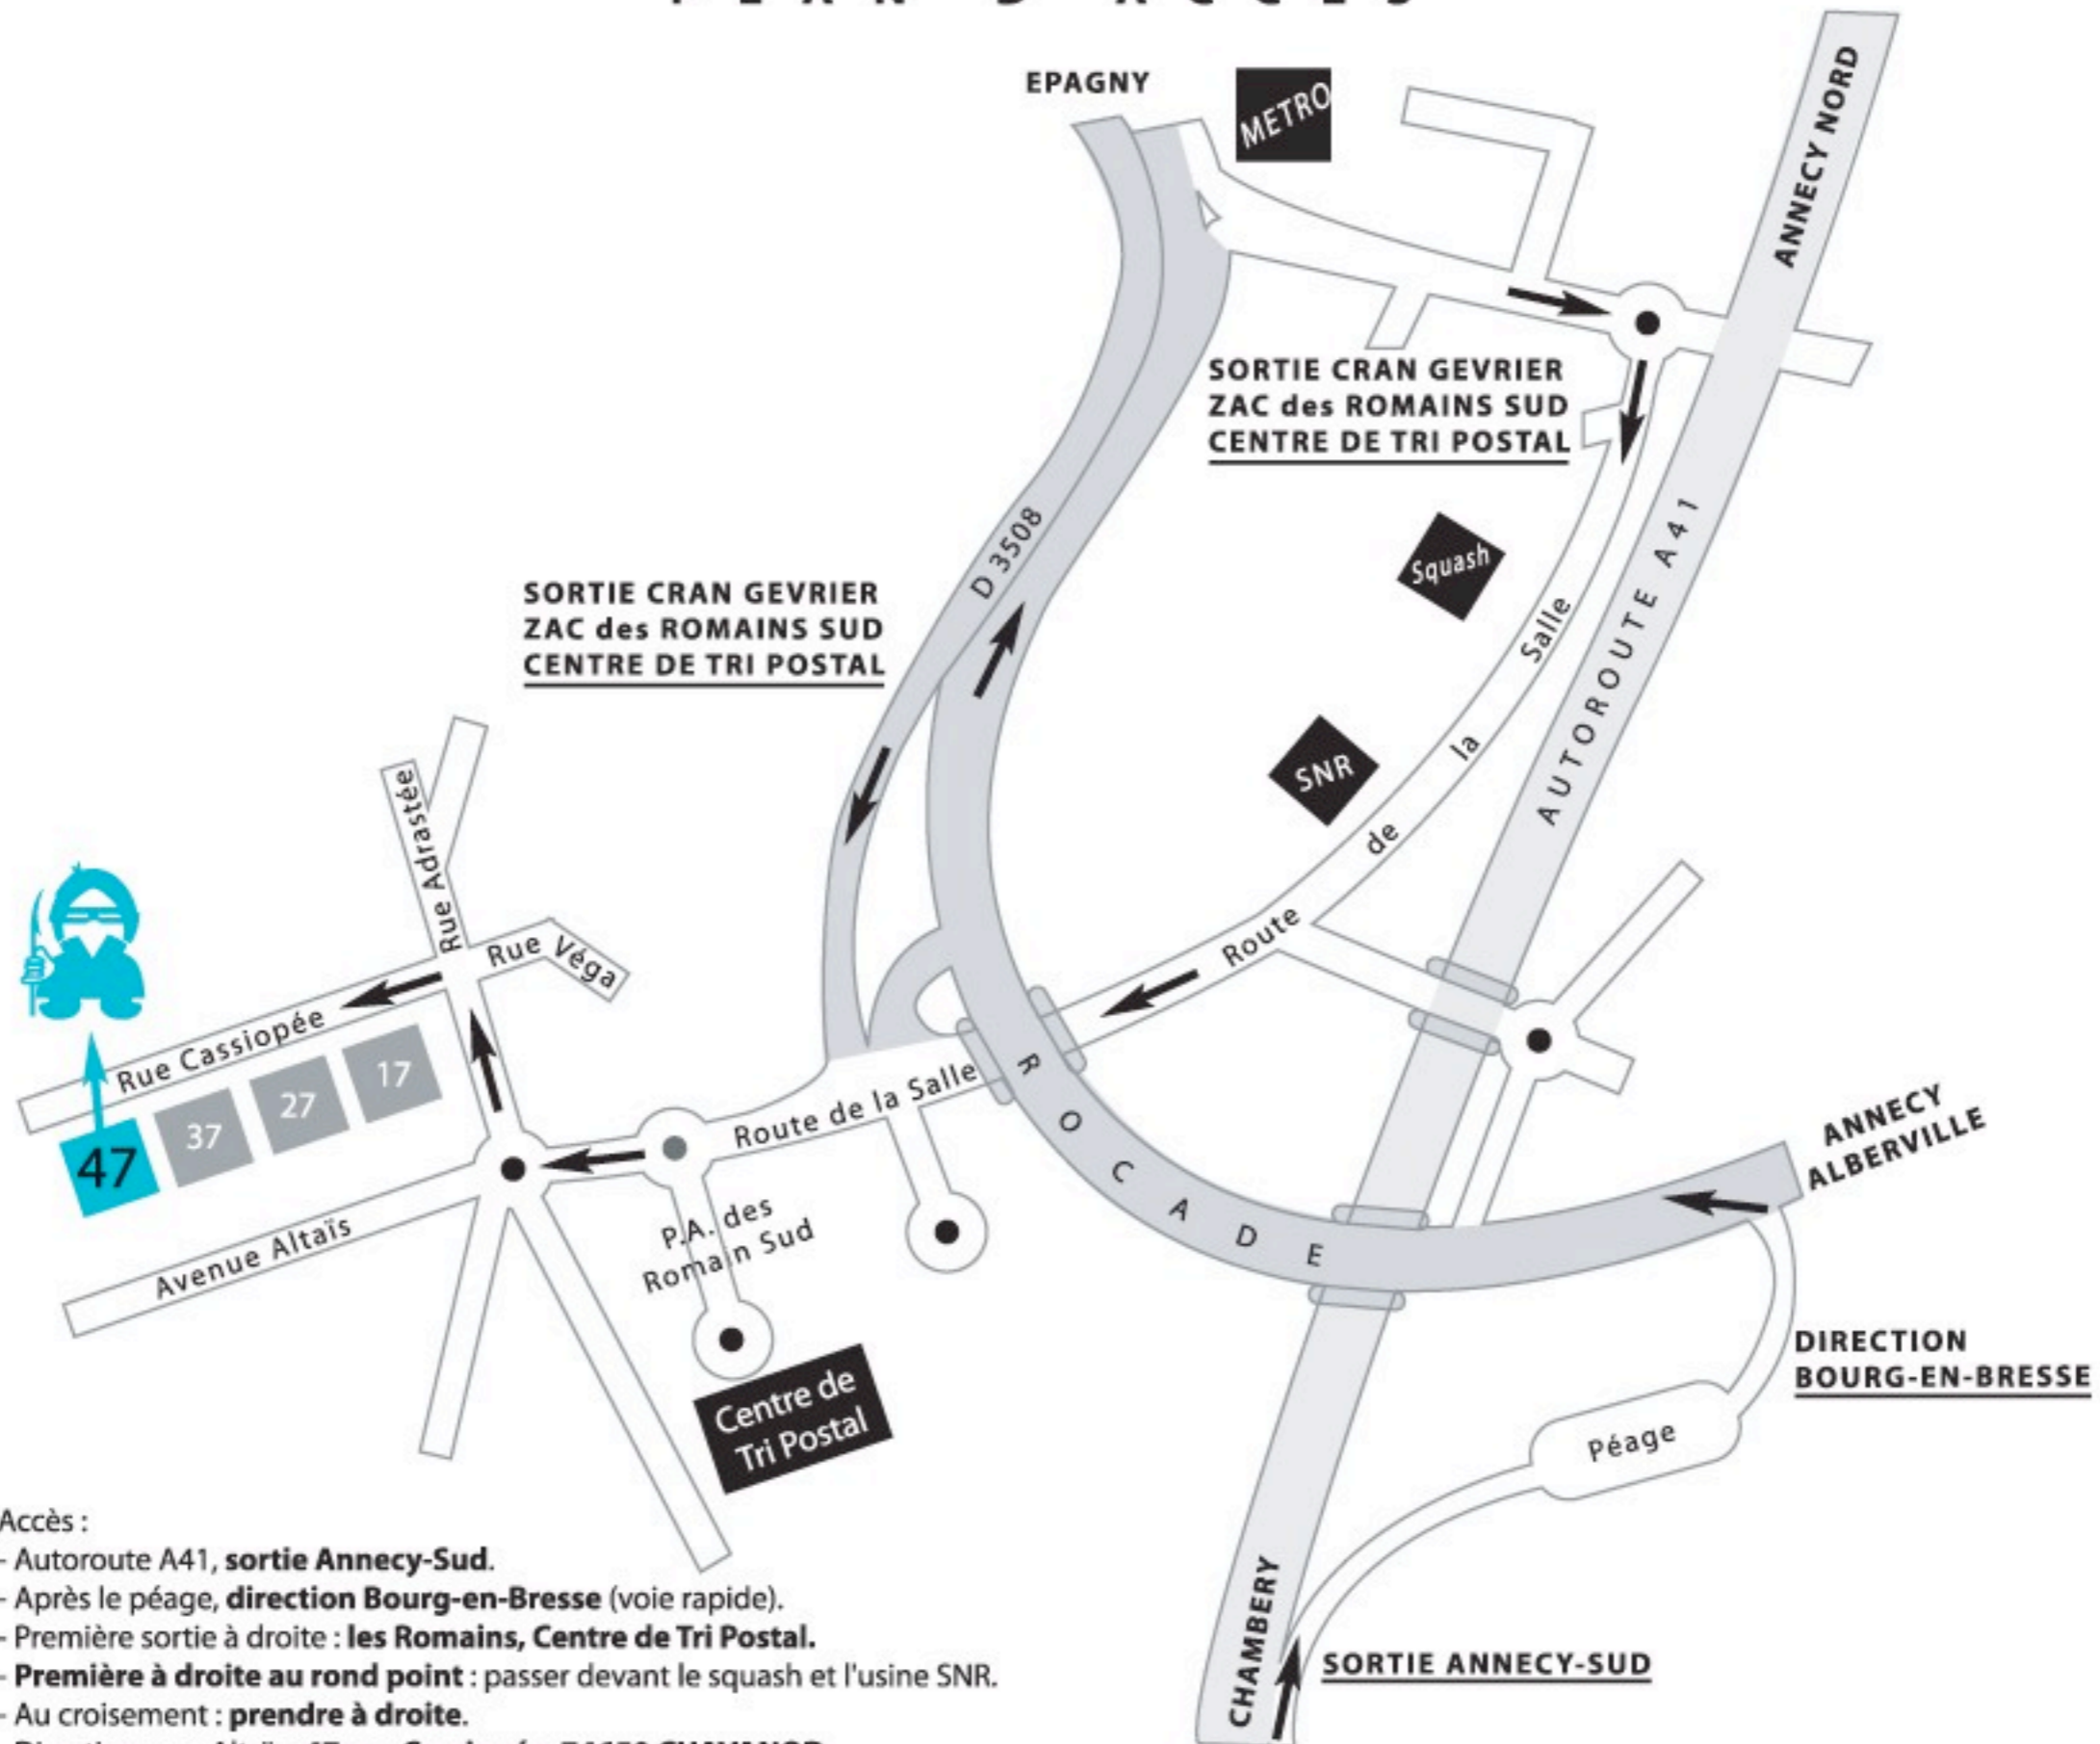 PLAN D'ACCES
EPAGNY
METRO
ANNECY NORD
SORTIE CRAN GEVRIER
ZAC des ROMAINS SUD
CENTRE DE TRI POSTAL
D 3508
AUTOROUTE A41
Squash
SORTIE CRAN GEVRIER
ZAC des ROMAINS SUD
CENTRE DE TRI POSTAL
SNR
Route de la Salle
Rue Adrastée
Rue Véga
Rue Cassiopée
17
27
37
47
Route de la Salle
ROCADE
ANNECY
ALBERVILLE
Avenue Altaïs
P.A. des
Romain Sud
Centre de
Tri Postal
DIRECTION
BOURG-EN-BRESSE
Péage
CHAMBERY
SORTIE ANNECY-SUD
Accès :
- Autoroute A41, sortie Annecy-Sud.
- Après le péage, direction Bourg-en-Bresse (voie rapide).
- Première sortie à droite : les Romains, Centre de Tri Postal.
- Première à droite au rond point : passer devant le squash et l'usine SNR.
- Au croisement : prendre à droite.